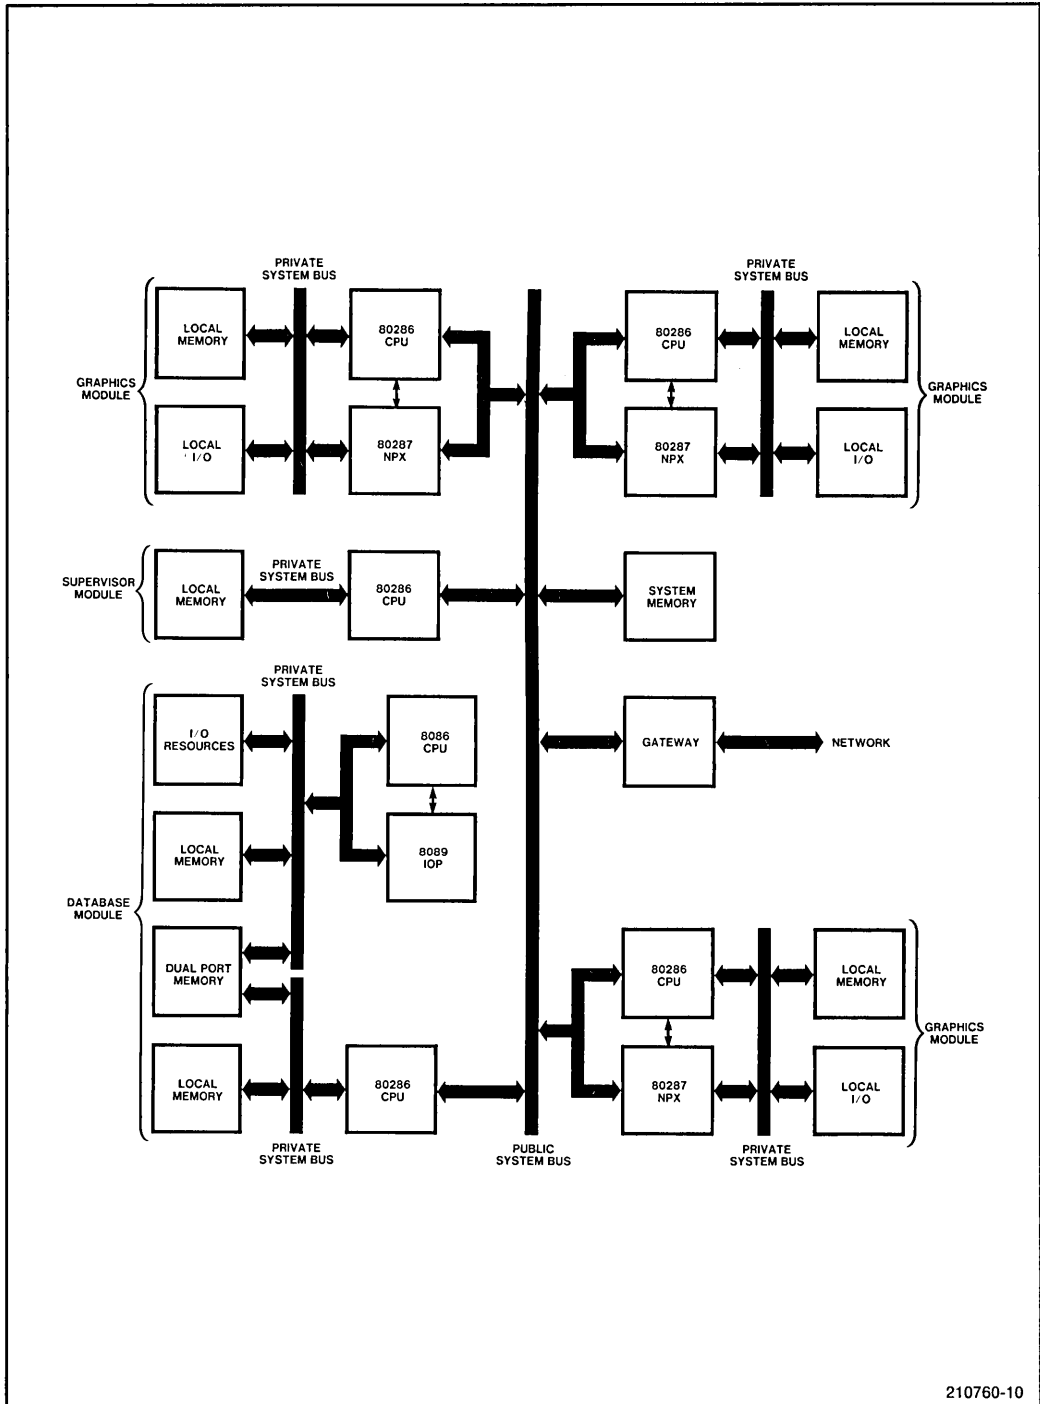 PRIVATE
SYSTEM BUS
LOCAL
MEMORY
80286
CPU
GRAPHICS
MODULE
LOCAL
I/O
80287
NPX
PRIVATE
SYSTEM BUS
80286
CPU
LOCAL
MEMORY
GRAPHICS
MODULE
80287
NPX
LOCAL
I/O
SUPERVISOR
MODULE
LOCAL
MEMORY
PRIVATE
SYSTEM BUS
80286
CPU
SYSTEM
MEMORY
PRIVATE
SYSTEM BUS
I/O
RESOURCES
8086
CPU
GATEWAY
NETWORK
LOCAL
MEMORY
8089
IOP
DATABASE
MODULE
DUAL PORT
MEMORY
LOCAL
MEMORY
80286
CPU
80286
CPU
LOCAL
MEMORY
GRAPHICS
MODULE
80287
NPX
LOCAL
I/O
PRIVATE
SYSTEM BUS
PUBLIC
SYSTEM BUS
PRIVATE
SYSTEM BUS
210760-10